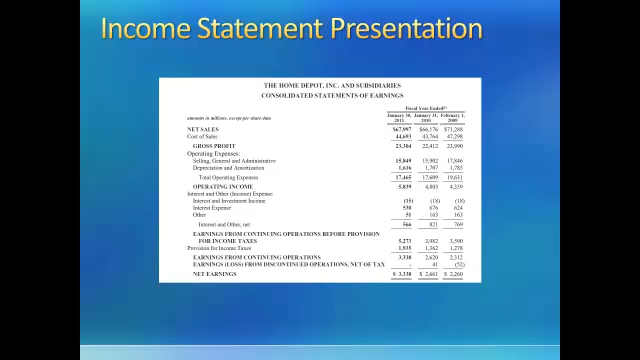 Income Statement Presentation
THE HOME DEPOT, INC. AND SUBSIDIARIES
CONSOLIDATED STATEMENTS OF EARNINGS
Fiscal Year Ended(1)
amounts in millions, except per share data January 30, 2011 January 31, 2010 February 1, 2009
NET SALES $67,997 $66,176 $71,288
Cost of Sales 44,693 43,764 47,298
GROSS PROFIT 23,304 22,412 23,990
Operating Expenses:
Selling, General and Administrative 15,849 15,902 17,846
Depreciation and Amortization 1,616 1,707 1,785
Total Operating Expenses 17,465 17,609 19,631
OPERATING INCOME 5,839 4,803 4,359
Interest and Other (Income) Expense:
Interest and Investment Income (15) (18) (18)
Interest Expense 530 676 624
Other 51 163 163
Interest and Other, net 566 821 769
EARNINGS FROM CONTINUING OPERATIONS BEFORE PROVISION
FOR INCOME TAXES 5,273 3,982 3,590
Provision for Income Taxes 1,935 1,362 1,278
EARNINGS FROM CONTINUING OPERATIONS 3,338 2,620 2,312
EARNINGS (LOSS) FROM DISCONTINUED OPERATIONS, NET OF TAX - 41 (52)
NET EARNINGS $ 3,338 $ 2,661 $ 2,260